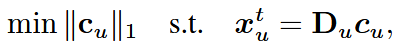 min ‖c_u‖_1 s.t. x_u^t = D_u c_u,